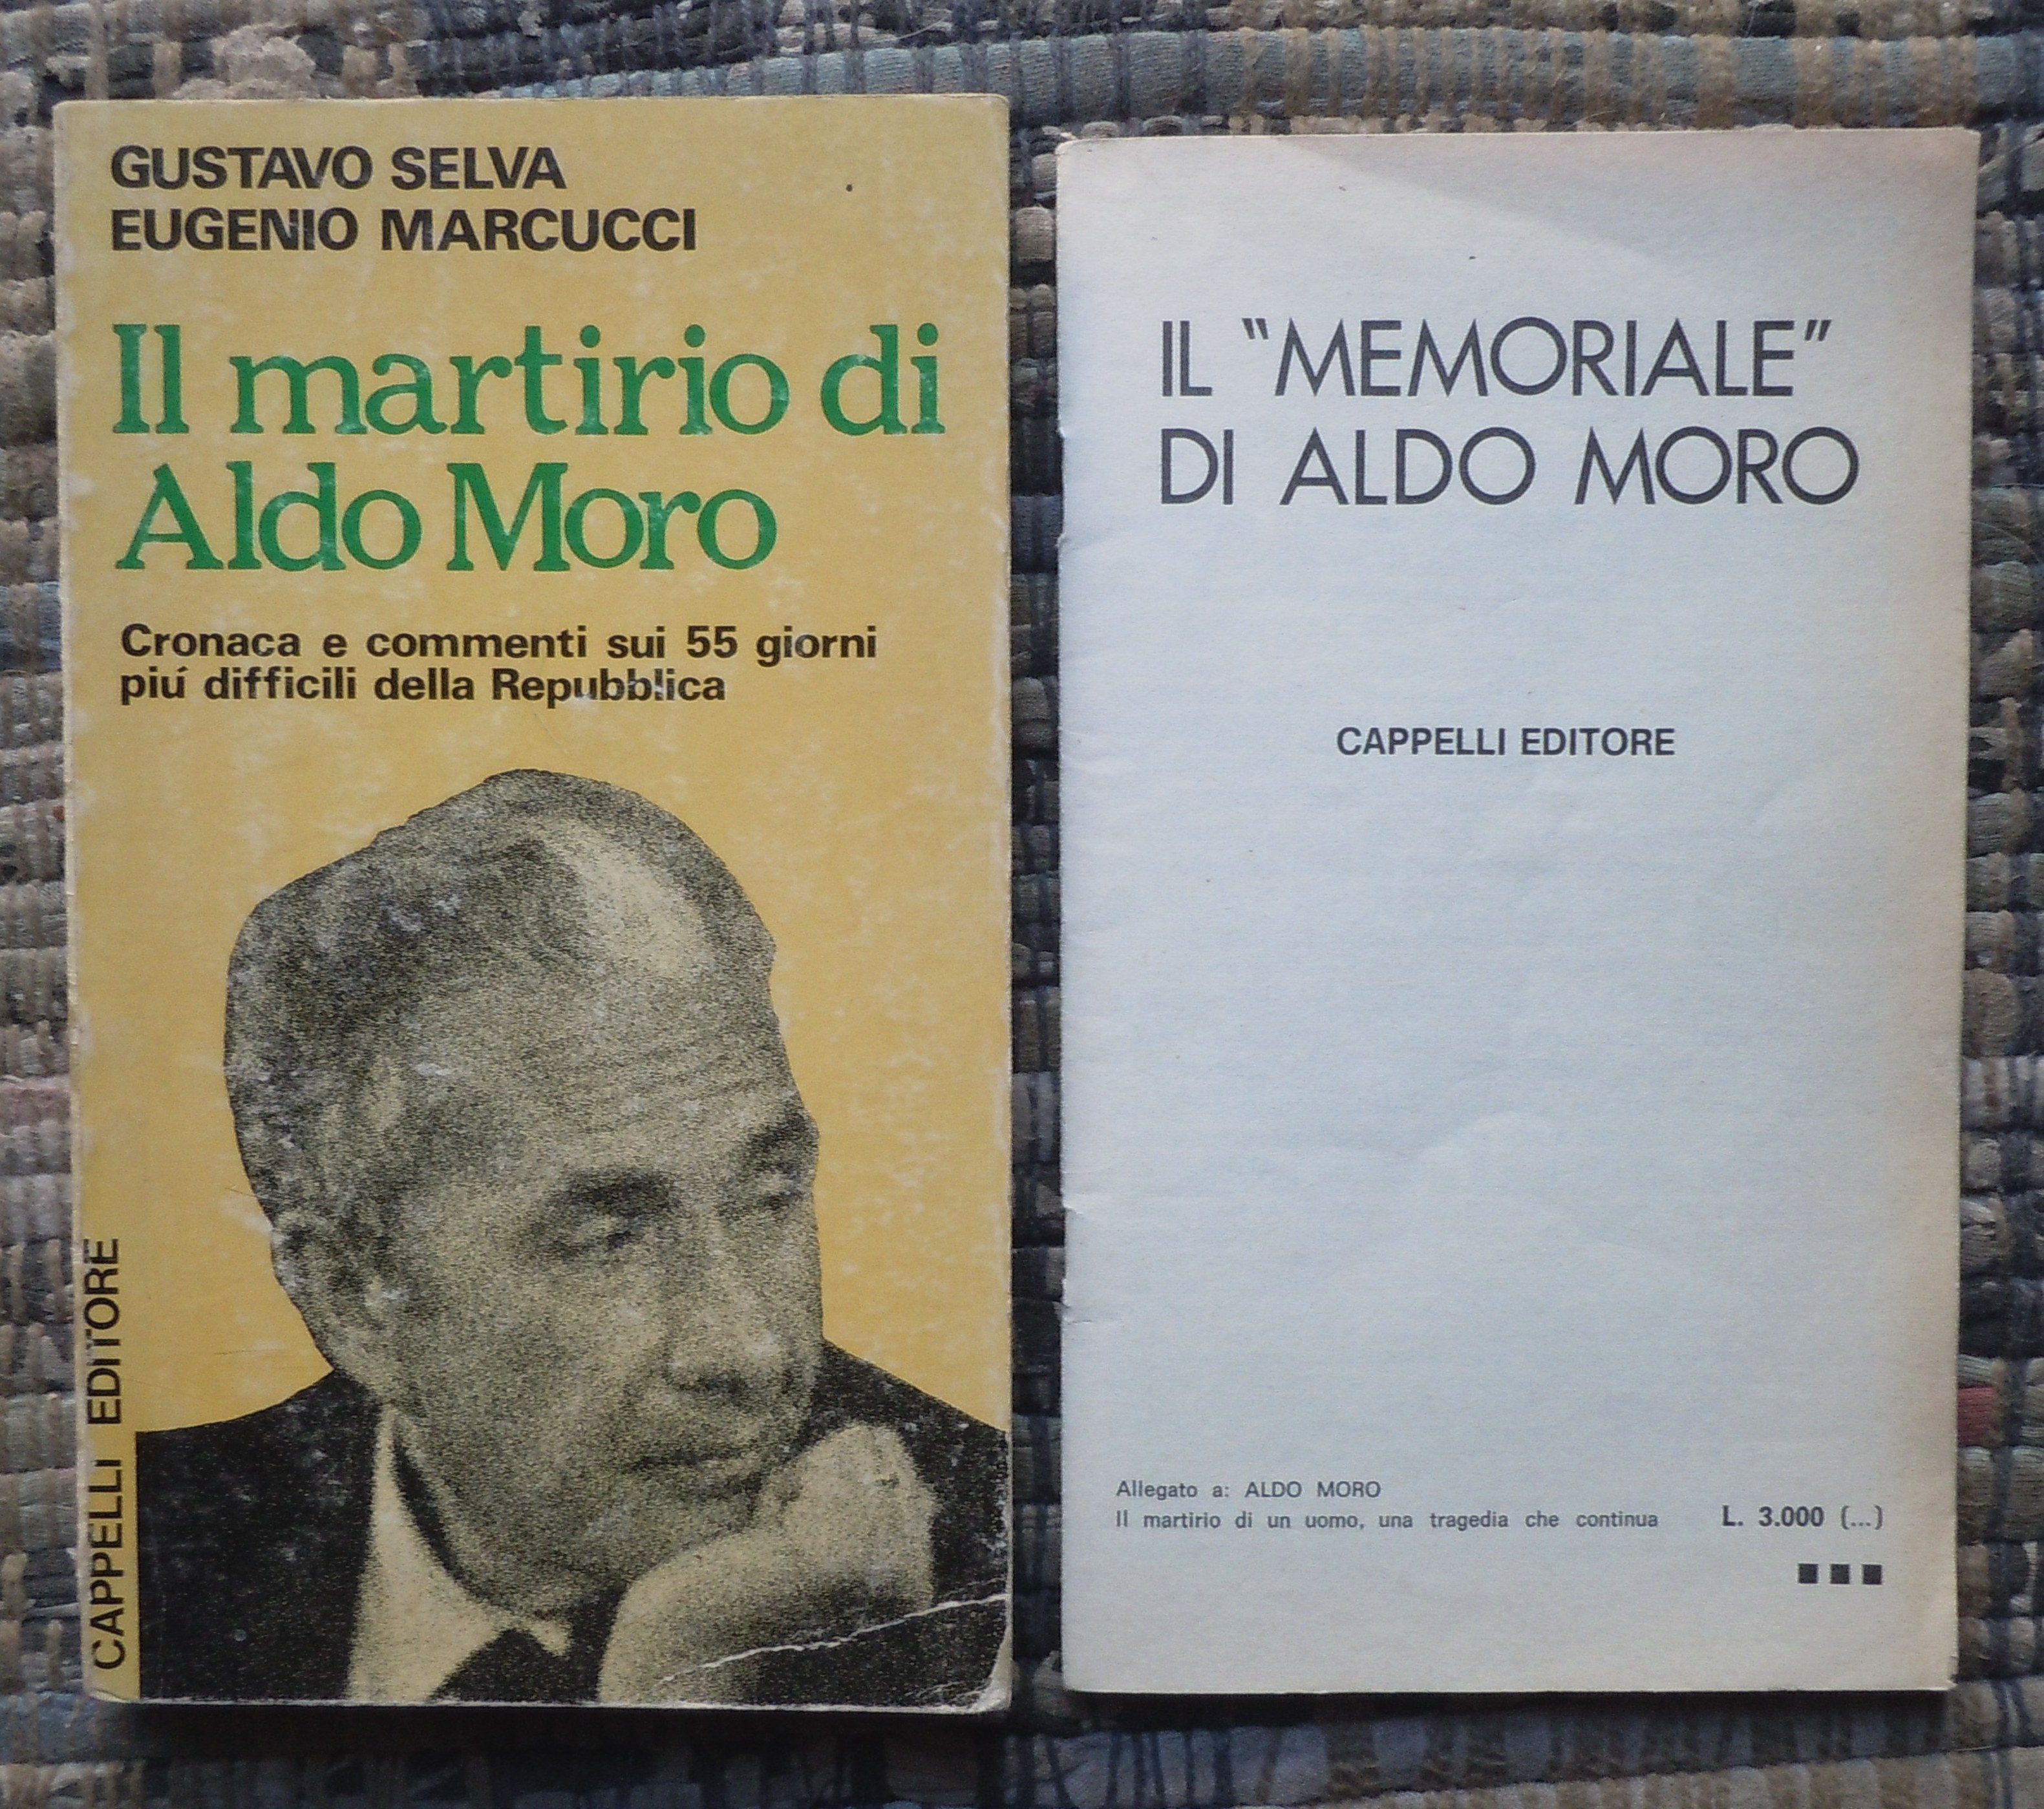 GUSTAVO SELVA
EUGENIO MARCUCCI
Il martirio di
Aldo Moro
Cronaca e commenti sui 55 giorni
piú difficili della Repubblica
CAPPELLI EDITORE
IL "MEMORIALE"
DI ALDO MORO
CAPPELLI EDITORE
Allegato a: ALDO MORO
Il martirio di un uomo, una tragedia che continua
L. 3.000 (...)